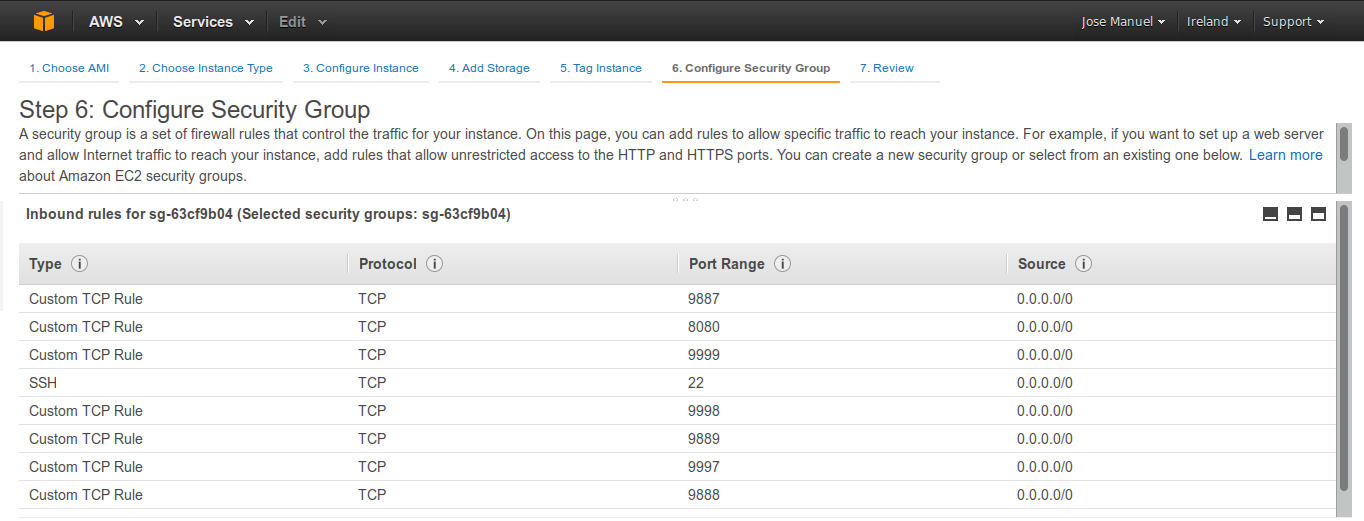 AWS Services Edit Jose Manuel Ireland Support
1. Choose AMI 2. Choose Instance Type 3. Configure Instance 4. Add Storage 5. Tag Instance 6. Configure Security Group 7. Review
Step 6: Configure Security Group
A security group is a set of firewall rules that control the traffic for your instance. On this page, you can add rules to allow specific traffic to reach your instance. For example, if you want to set up a web server
and allow Internet traffic to reach your instance, add rules that allow unrestricted access to the HTTP and HTTPS ports. You can create a new security group or select from an existing one below. Learn more
about Amazon EC2 security groups.
Inbound rules for sg-63cf9b04 (Selected security groups: sg-63cf9b04)
Type i Protocol i Port Range i Source i
Custom TCP Rule TCP 9887 0.0.0.0/0
Custom TCP Rule TCP 8080 0.0.0.0/0
Custom TCP Rule TCP 9999 0.0.0.0/0
SSH TCP 22 0.0.0.0/0
Custom TCP Rule TCP 9998 0.0.0.0/0
Custom TCP Rule TCP 9889 0.0.0.0/0
Custom TCP Rule TCP 9997 0.0.0.0/0
Custom TCP Rule TCP 9888 0.0.0.0/0